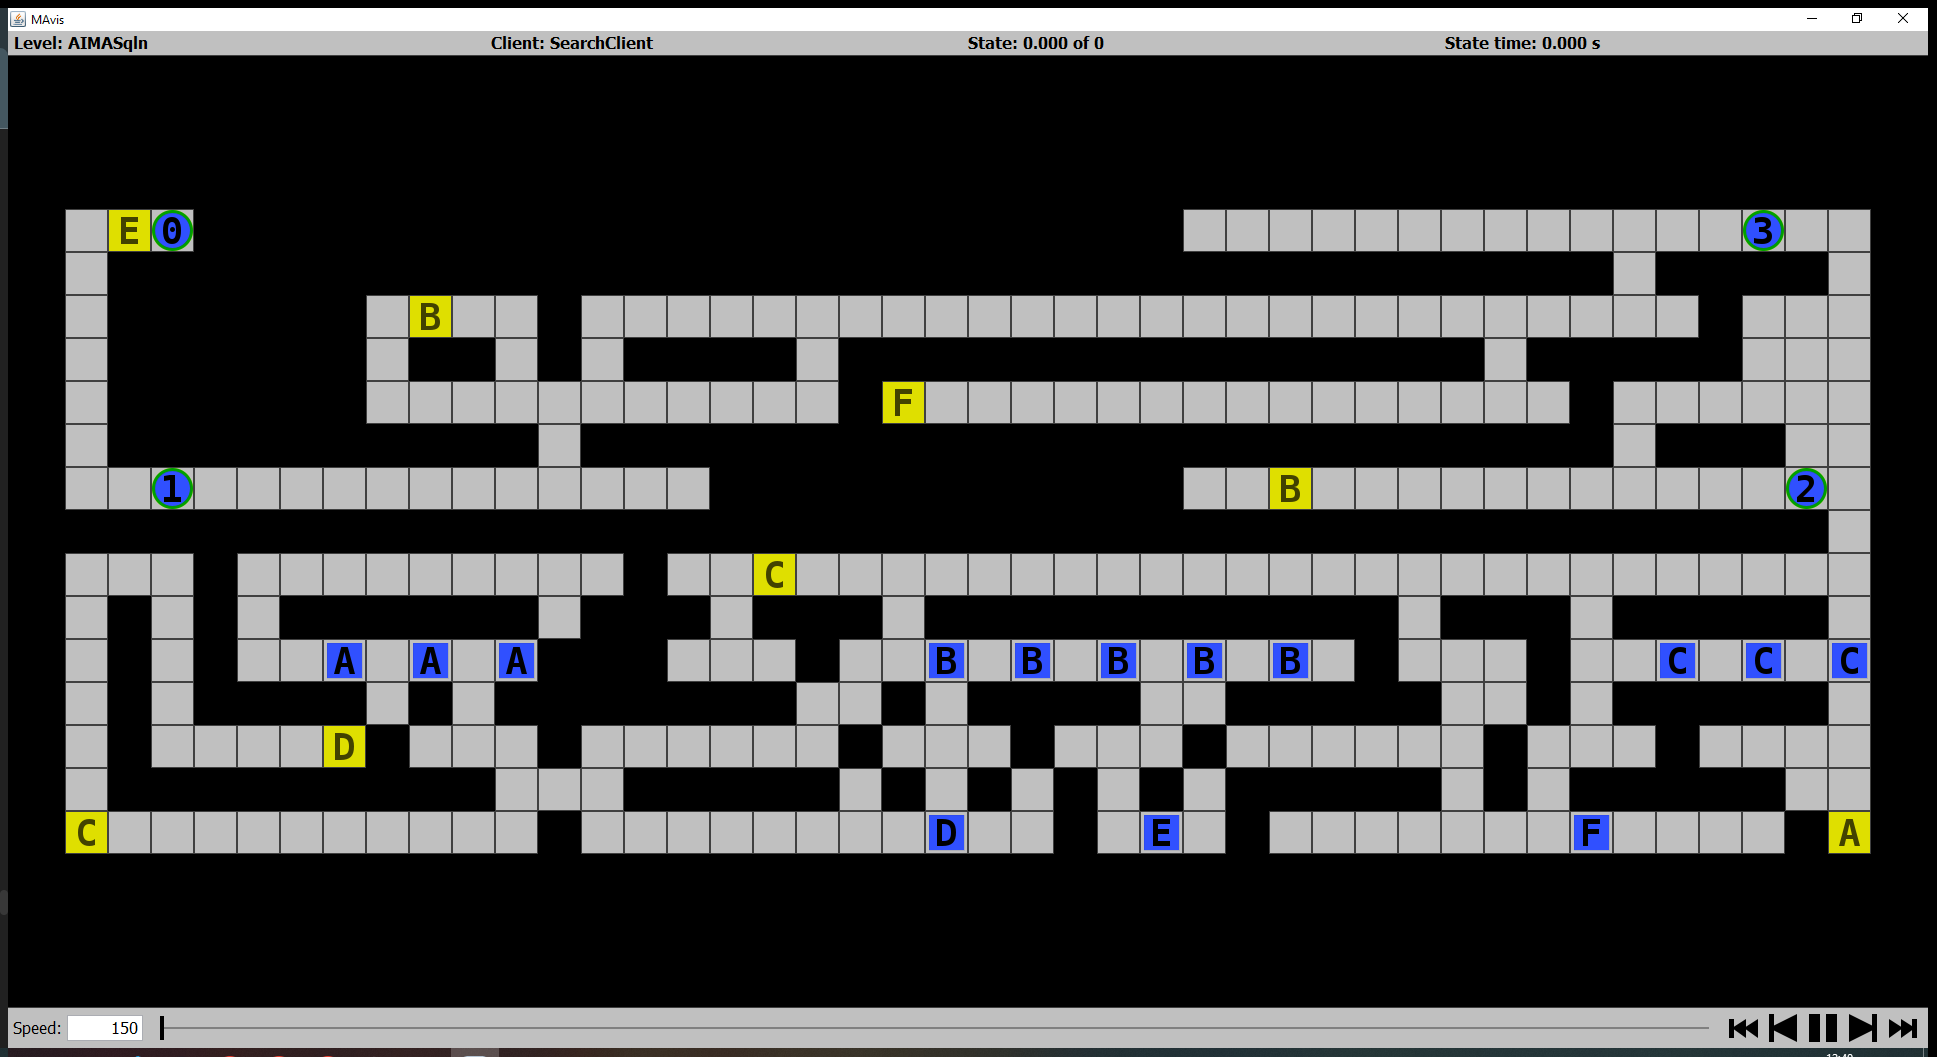 MAvis
Level: AIMASqln Client: SearchClient State: 0.000 of 0 State time: 0.000 s
E 0 3
B
F
1 B 2
C
A A A B B B B B C C C
D
C D E F A
Speed: 150